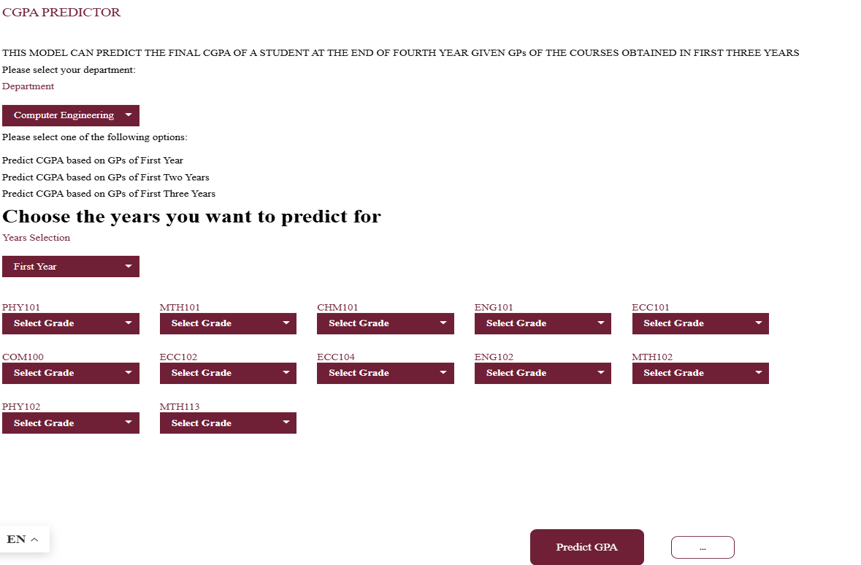 CGPA PREDICTOR
THIS MODEL CAN PREDICT THE FINAL CGPA OF A STUDENT AT THE END OF FOURTH YEAR GIVEN GPs OF THE COURSES OBTAINED IN FIRST THREE YEARS
Please select your department:
Department
Computer Engineering
Please select one of the following options:
Predict CGPA based on GPs of First Year
Predict CGPA based on GPs of First Two Years
Predict CGPA based on GPs of First Three Years
Choose the years you want to predict for
Years Selection
First Year
PHY101 MTH101 CHM101 ENG101 ECC101
Select Grade Select Grade Select Grade Select Grade Select Grade
COM100 ECC102 ECC104 ENG102 MTH102
Select Grade Select Grade Select Grade Select Grade Select Grade
PHY102 MTH113
Select Grade Select Grade
EN
Predict GPA ...